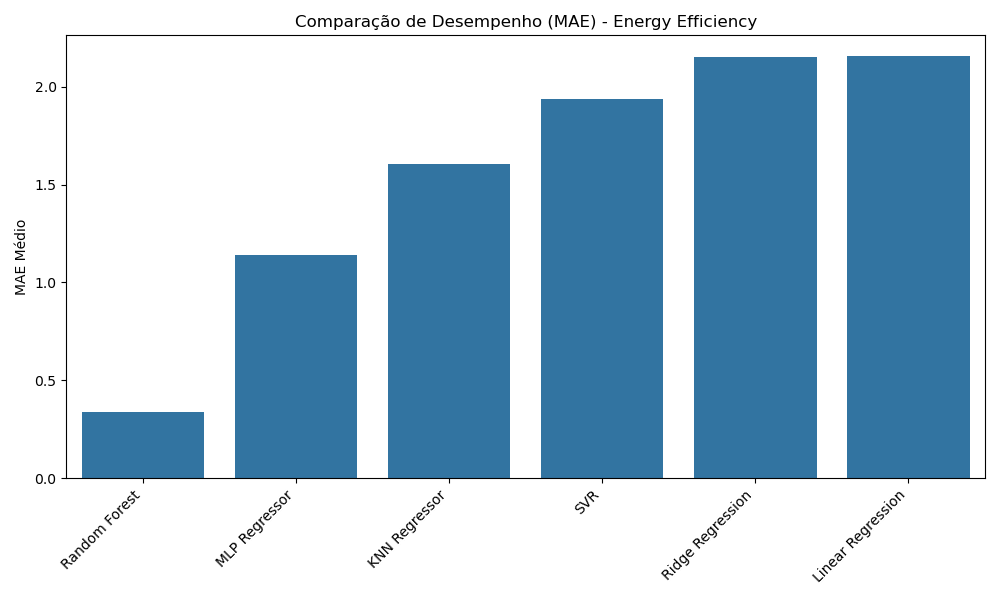 Comparação de Desempenho (MAE) - Energy Efficiency
MAE Médio
2.0
1.5
1.0
0.5
0.0
Random Forest
MLP Regressor
KNN Regressor
SVR
Ridge Regression
Linear Regression